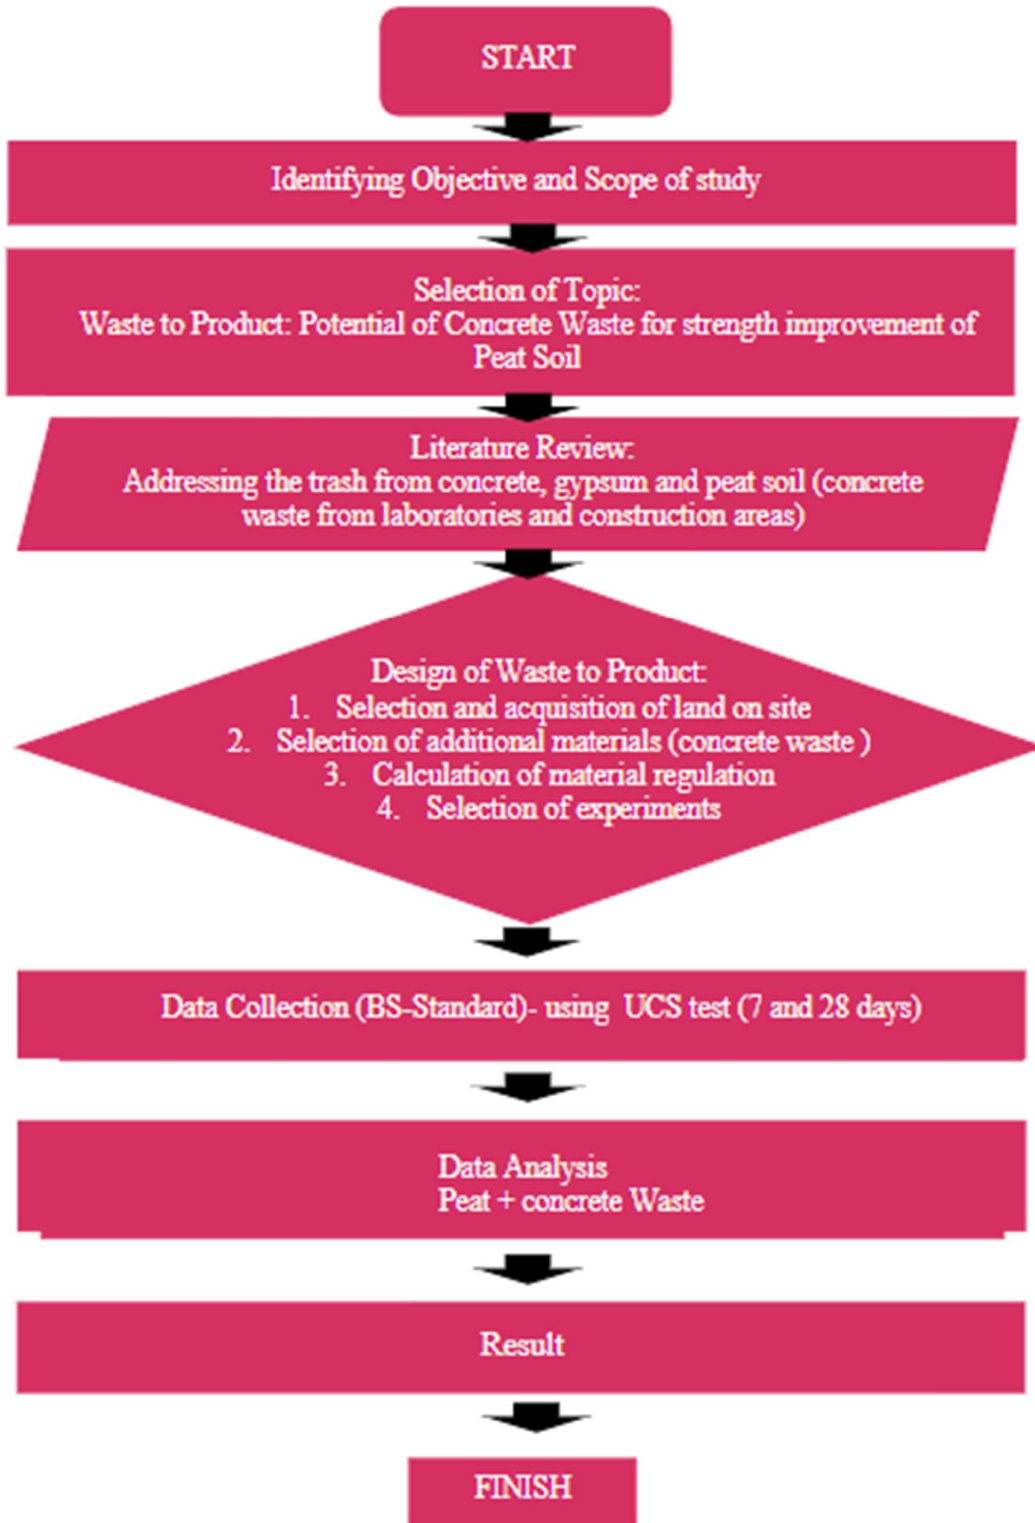 START
Identifying Objective and Scope of study
Selection of Topic:
Waste to Product: Potential of Concrete Waste for strength improvement of
Peat Soil
Literature Review:
Addressing the trash from concrete, gypsum and peat soil (concrete
waste from laboratories and construction areas)
Design of Waste to Product:
1. Selection and acquisition of land on site
2. Selection of additional materials (concrete waste )
3. Calculation of material regulation
4. Selection of experiments
Data Collection (BS-Standard)- using UCS test (7 and 28 days)
Data Analysis
Peat + concrete Waste
Result
FINISH